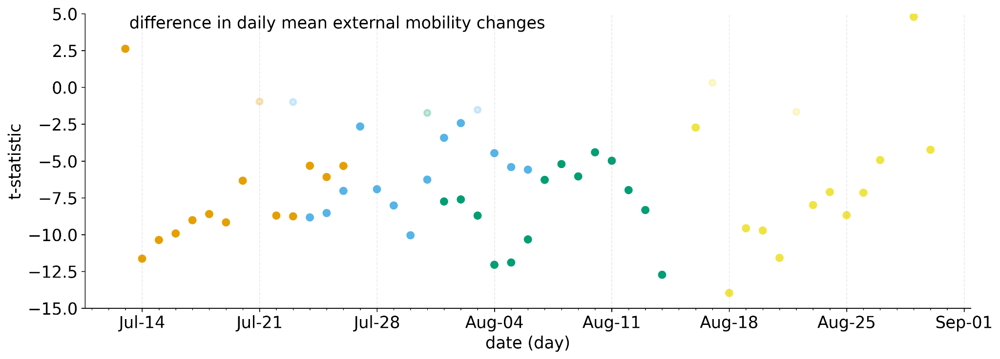 difference in daily mean external mobility changes
5.0
2.5
0.0
−2.5
−5.0
−7.5
−10.0
−12.5
−15.0
t-statistic
Jul-14 Jul-21 Jul-28 Aug-04 Aug-11 Aug-18 Aug-25 Sep-01
date (day)